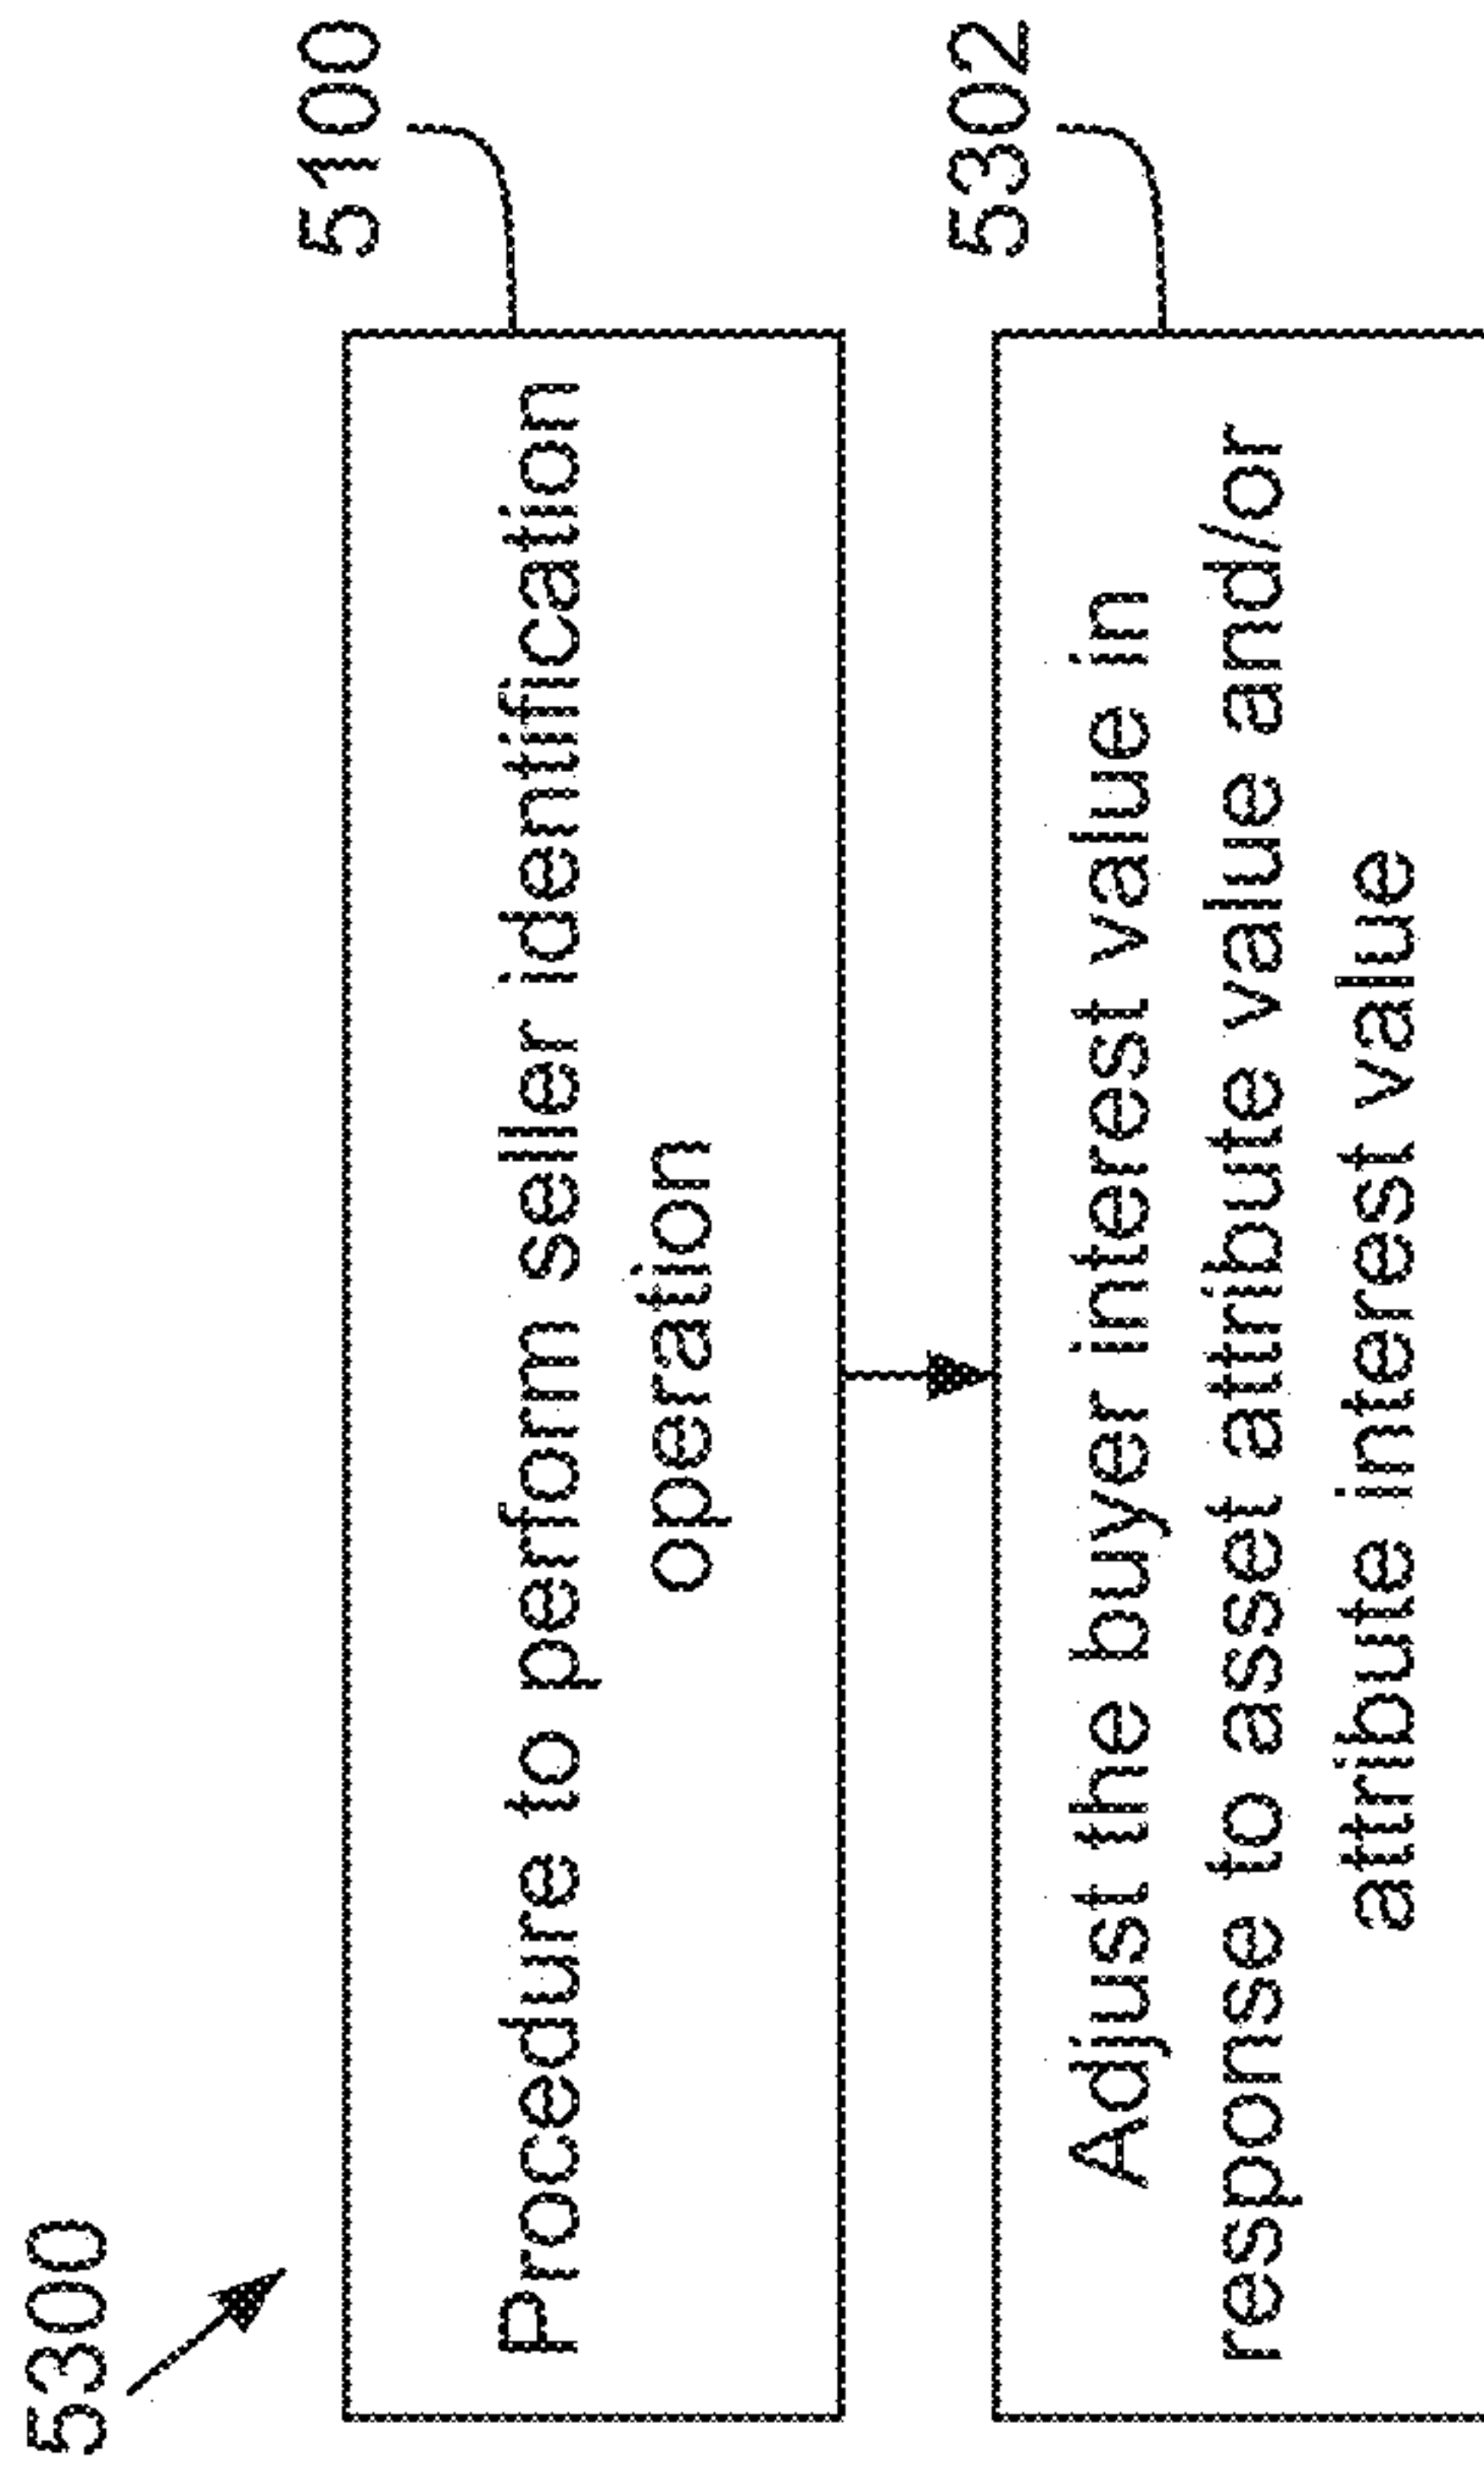 5300
5100
Procedure to perform seller identification
operation
5302
Adjust the buyer interest value in
response to asset attribute value and/or
attribute interest value